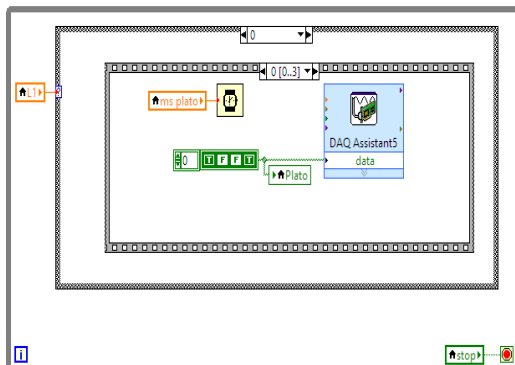 0
0 [0..3]
L1
ms plato
DAQ Assistant5
data
0 T F F T
Plato
i
stop